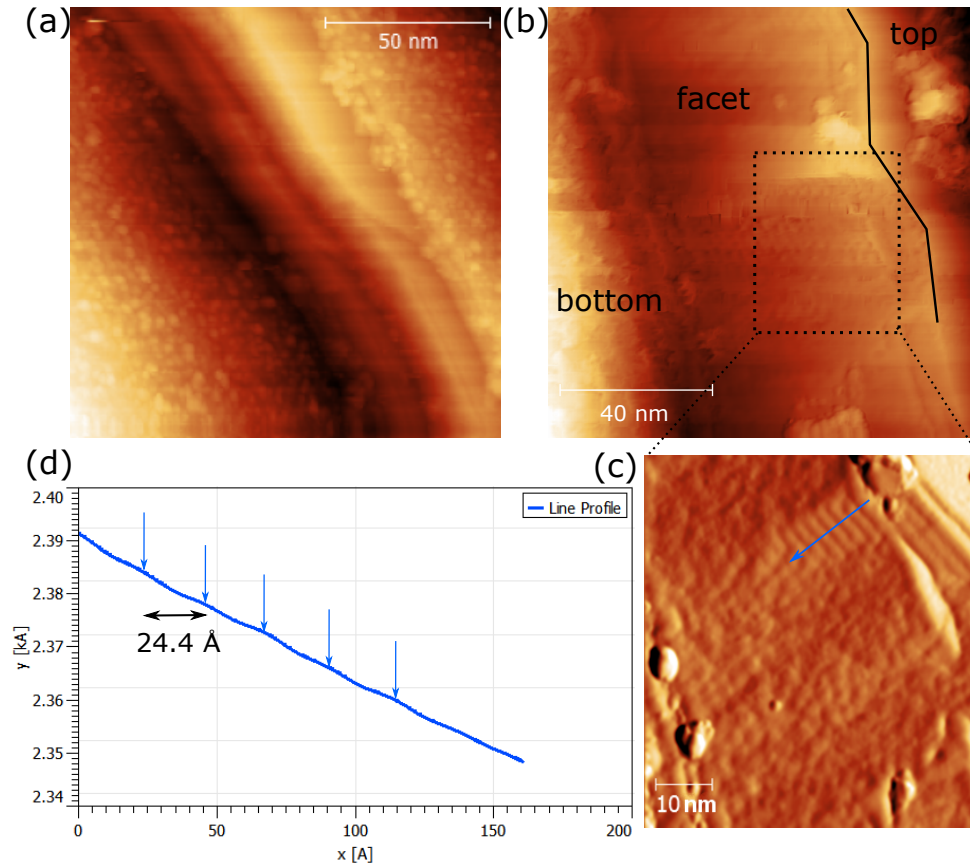 (a)
50 nm
(b)
top
facet
bottom
40 nm
(d)
2.40
2.39
2.38
2.37
2.36
2.35
2.34
y [kA]
Line Profile
24.4 Å
0
50
100
150
200
x [A]
(c)
10 nm